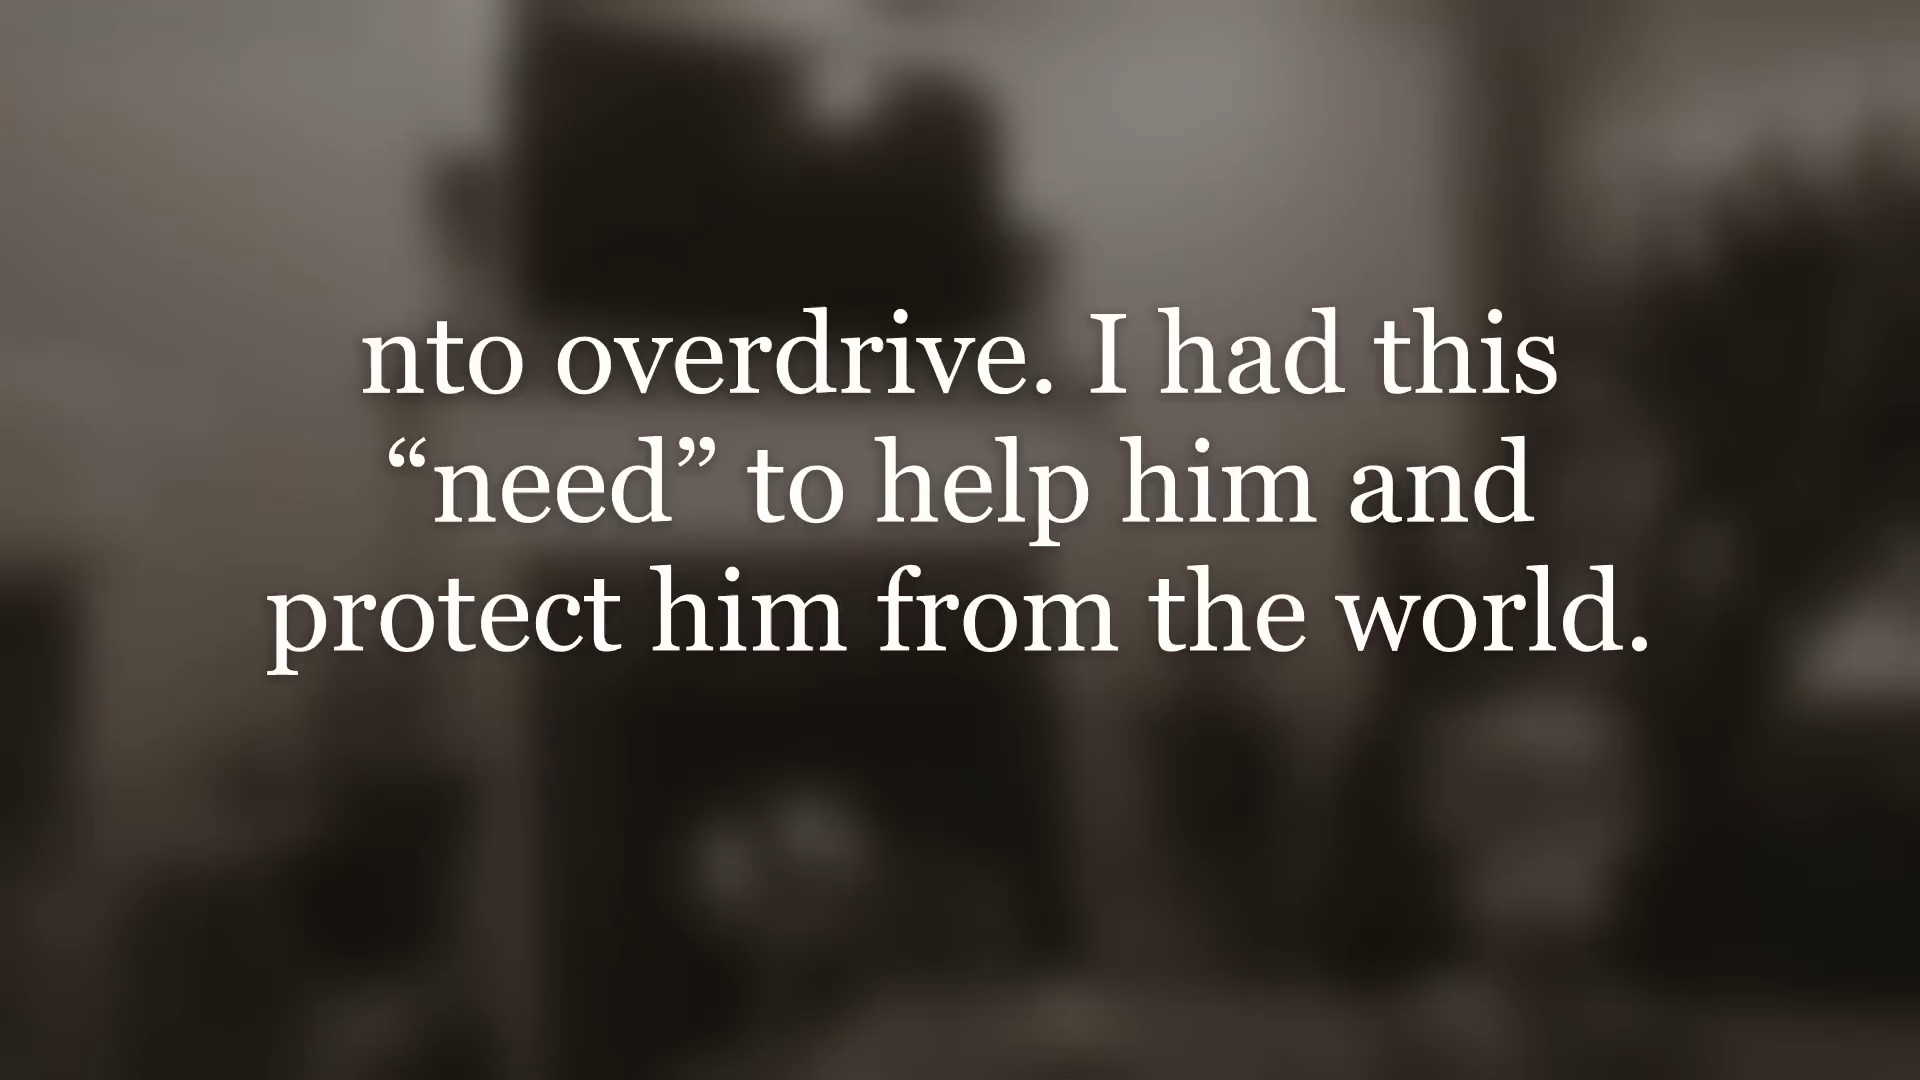 nto overdrive. I had this
“need” to help him and
protect him from the world.